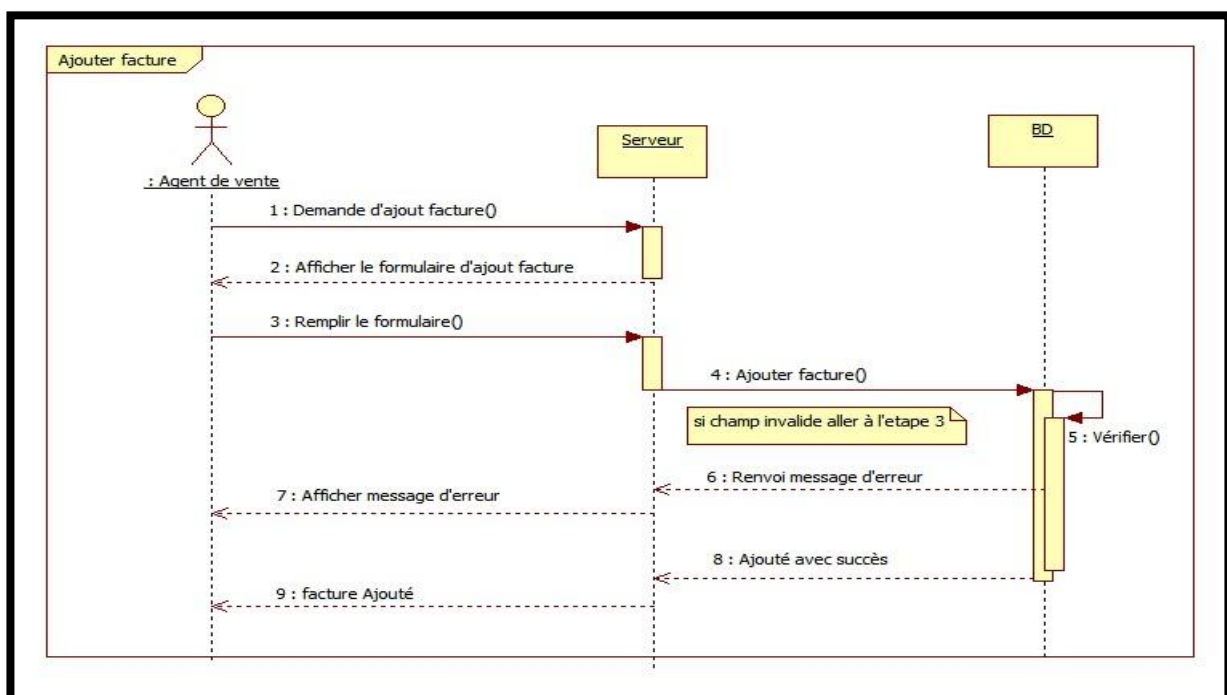 Ajouter facture
: Agent de vente
Serveur
BD
1 : Demande d'ajout facture()
2 : Afficher le formulaire d'ajout facture
3 : Remplir le formulaire()
4 : Ajouter facture()
si champ invalide aller à l'etape 3
5 : Vérifier()
6 : Renvoi message d'erreur
7 : Afficher message d'erreur
8 : Ajouté avec succès
9 : facture Ajouté